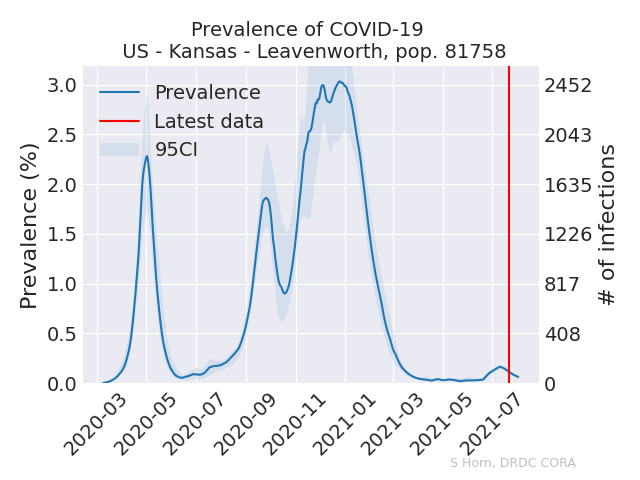 Prevalence of COVID-19
US - Kansas - Leavenworth, pop. 81758
Prevalence
Latest data
95CI
Prevalence (%)
3.0
2.5
2.0
1.5
1.0
0.5
0.0
2452
2043
1635
1226
817
408
0
# of infections
2020-03
2020-05
2020-07
2020-09
2020-11
2021-01
2021-03
2021-05
2021-07
S Horn, DRDC CORA